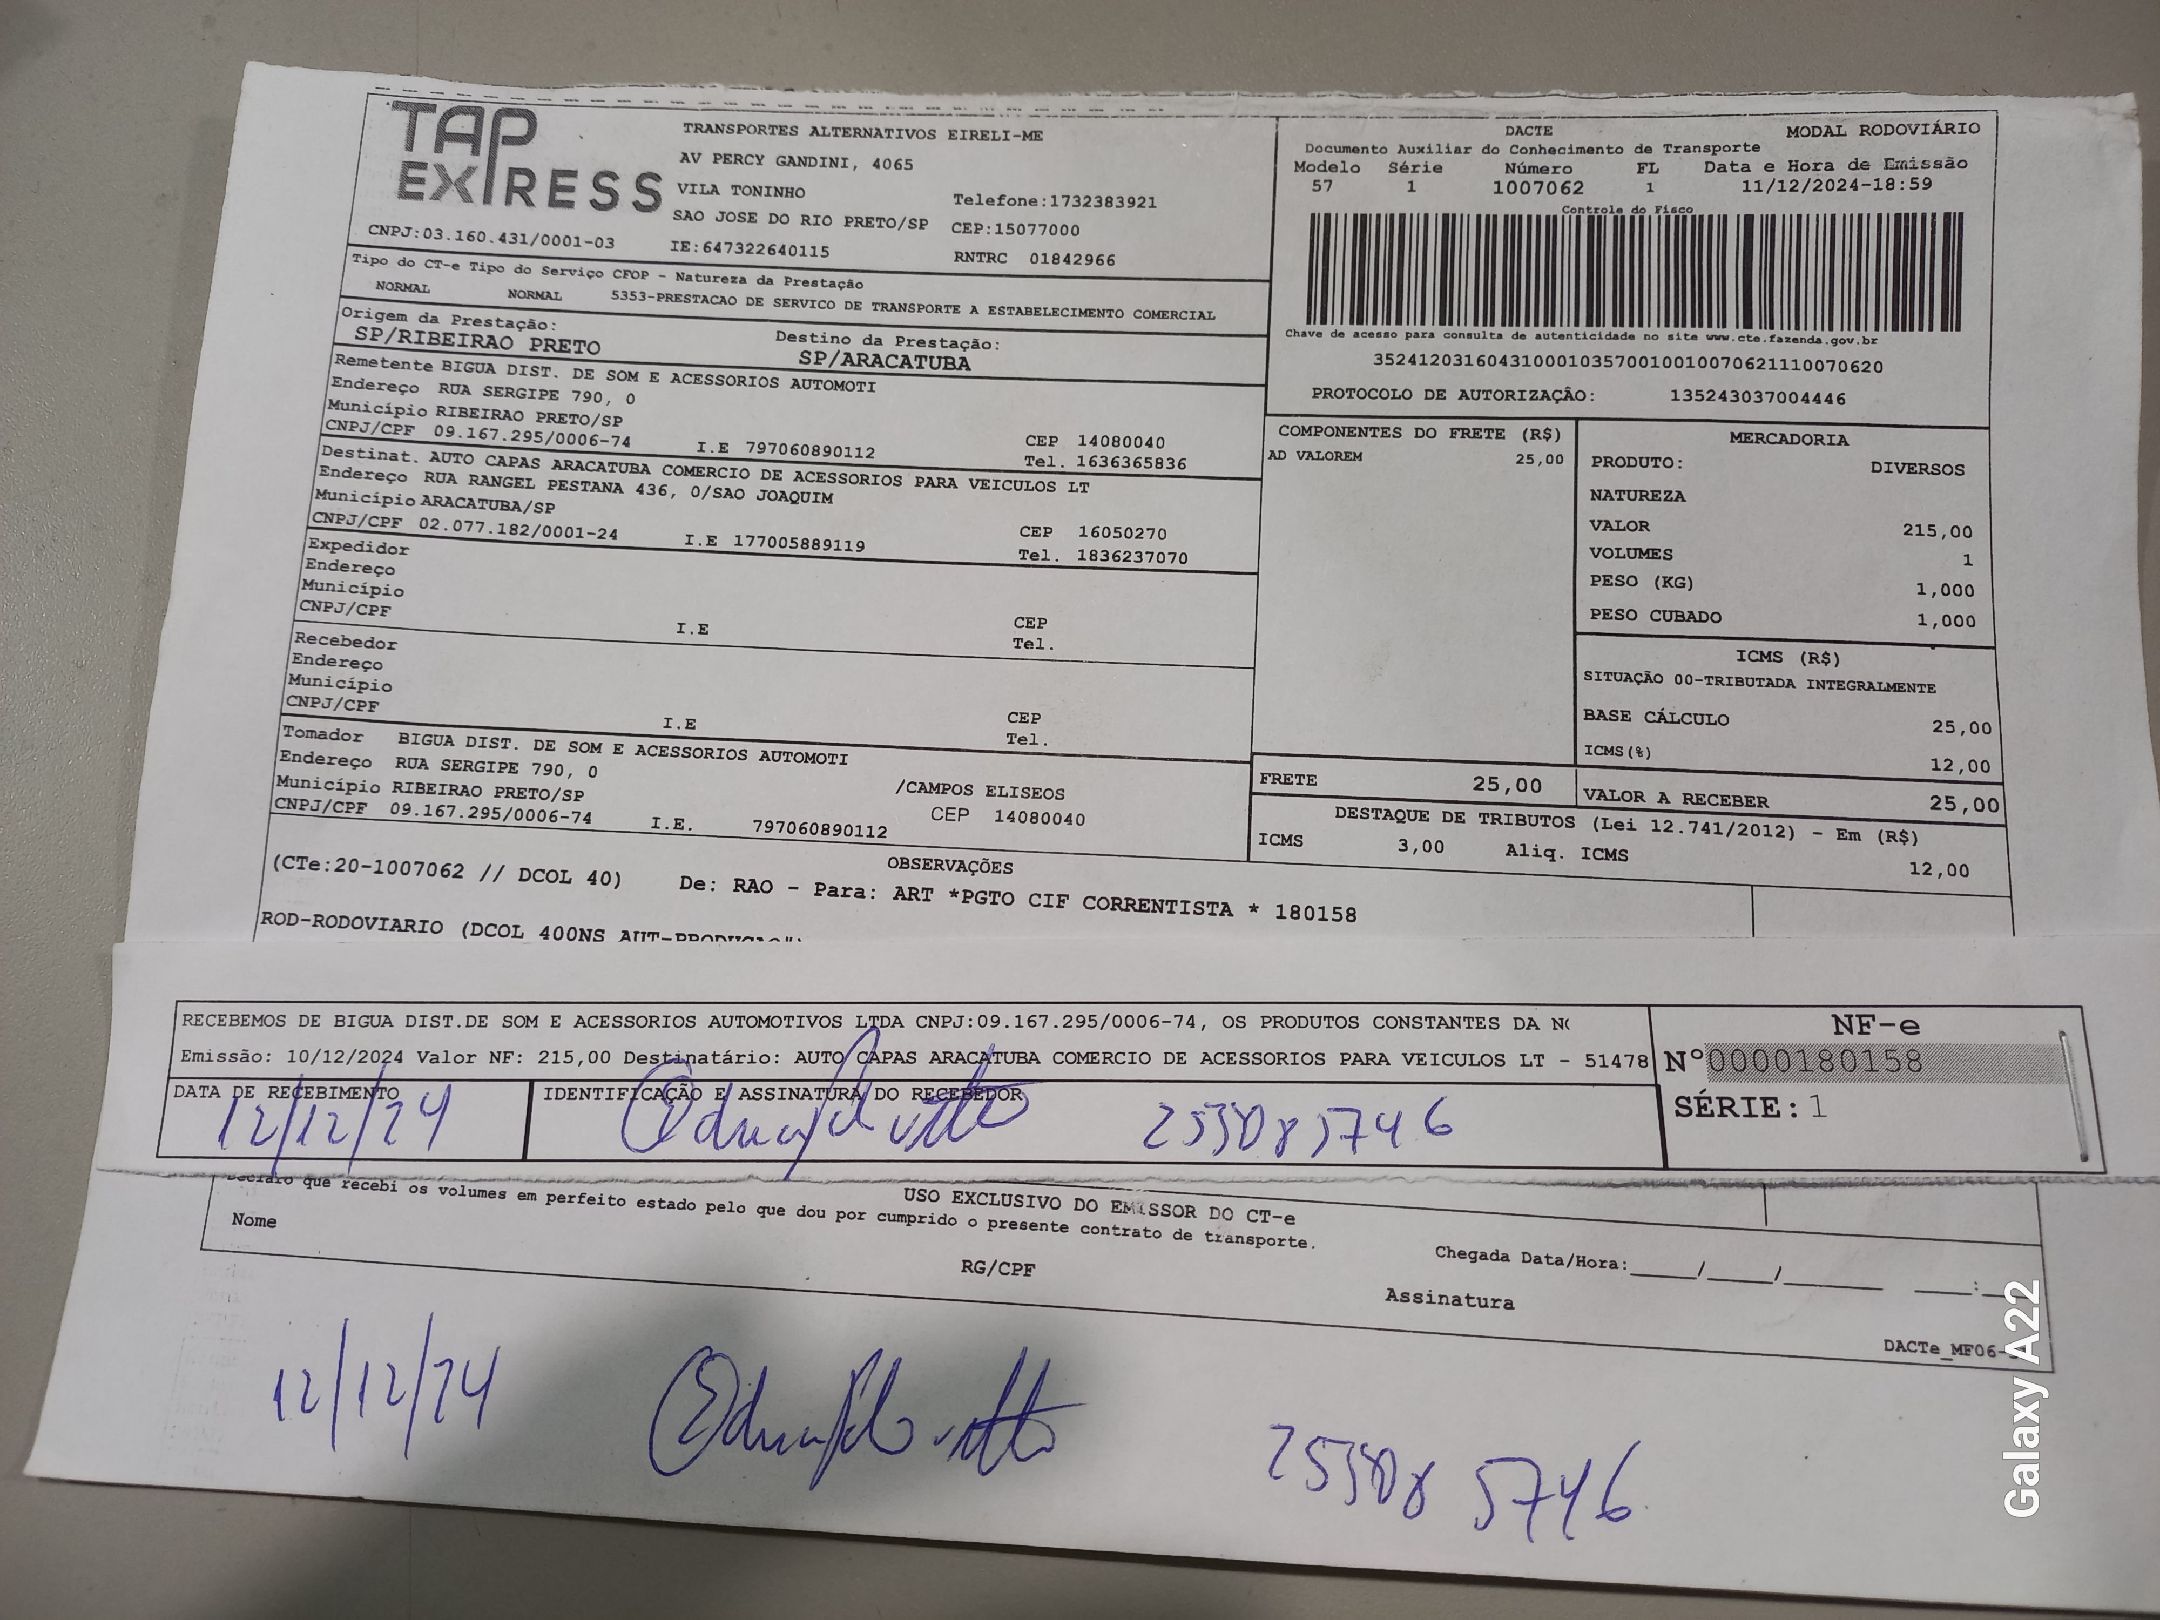 TAP EXPRESS
TRANSPORTES ALTERNATIVOS EIRELI-ME
AV PERCY GANDINI, 4065
VILA TONINHO
Telefone:1732383921
SAO JOSE DO RIO PRETO/SP CEP:15077000
CNPJ:03.160.431/0001-03 IE:647322640115 RNTRC 01842966
Tipo do CT-e Tipo do Serviço CFOP - Natureza da Prestação
NORMAL NORMAL 5353-PRESTACAO DE SERVICO DE TRANSPORTE A ESTABELECIMENTO COMERCIAL
Origem da Prestação: Destino da Prestação:
SP/RIBEIRAO PRETO SP/ARACATUBA
Remetente BIGUA DIST. DE SOM E ACESSORIOS AUTOMOTI
Endereço RUA SERGIPE 790, 0
Município RIBEIRAO PRETO/SP CEP 14080040
CNPJ/CPF 09.167.295/0006-74 I.E 797060890112 Tel. 1636365836
Destinat. AUTO CAPAS ARACATUBA COMERCIO DE ACESSORIOS PARA VEICULOS LT
Endereço RUA RANGEL PESTANA 436, 0/SAO JOAQUIM
Município ARACATUBA/SP CEP 16050270
CNPJ/CPF 02.077.182/0001-24 I.E 177005889119 Tel. 1836237070
Expedidor
Endereço
Município CEP
CNPJ/CPF I.E Tel.
Recebedor
Endereço
Município CEP
CNPJ/CPF I.E Tel.
Tomador BIGUA DIST. DE SOM E ACESSORIOS AUTOMOTI
Endereço RUA SERGIPE 790, 0 /CAMPOS ELISEOS
Município RIBEIRAO PRETO/SP CEP 14080040
CNPJ/CPF 09.167.295/0006-74 I.E. 797060890112
DACTE MODAL RODOVIÁRIO
Documento Auxiliar do Conhecimento de Transporte
Modelo Série Número FL Data e Hora de Emissão
57 1 1007062 1 11/12/2024-18:59
Controle do Fisco
Chave de acesso para consulta de autenticidade no site www.cte.fazenda.gov.br
35241203160431000103570010010070621110070620
PROTOCOLO DE AUTORIZAÇÃO: 135243037004446
COMPONENTES DO FRETE (R$)
AD VALOREM 25,00
MERCADORIA
PRODUTO: DIVERSOS
NATUREZA
VALOR 215,00
VOLUMES 1
PESO (KG) 1,000
PESO CUBADO 1,000
ICMS (R$)
SITUAÇÃO 00-TRIBUTADA INTEGRALMENTE
BASE CÁLCULO 25,00
ICMS(%) 12,00
FRETE 25,00 VALOR A RECEBER 25,00
DESTAQUE DE TRIBUTOS (Lei 12.741/2012) - Em (R$)
ICMS 3,00 Aliq. ICMS 12,00
OBSERVAÇÕES
(CTe:20-1007062 // DCOL 40) De: RAO - Para: ART *PGTO CIF CORRENTISTA * 180158
ROD-RODOVIARIO (DCOL 400NS AUT-PRODUCAO")
RECEBEMOS DE BIGUA DIST.DE SOM E ACESSORIOS AUTOMOTIVOS LTDA CNPJ:09.167.295/0006-74, OS PRODUTOS CONSTANTES DA
Emissão: 10/12/2024 Valor NF: 215,00 Destinatário: AUTO CAPAS ARACATUBA COMERCIO DE ACESSORIOS PARA VEICULOS LT - 51478
DATA DE RECEBIMENTO IDENTIFICAÇÃO E ASSINATURA DO RECEBEDOR
12/12/24
NF-e
Nº0000180158
SÉRIE:1
USO EXCLUSIVO DO EMISSOR DO CT-e
Declaro que recebi os volumes em perfeito estado pelo que dou por cumprido o presente contrato de transporte.
Nome RG/CPF Chegada Data/Hora:____/____/______ ____:____
Assinatura
DACTe_MF06-
12/12/24
Galaxy A22